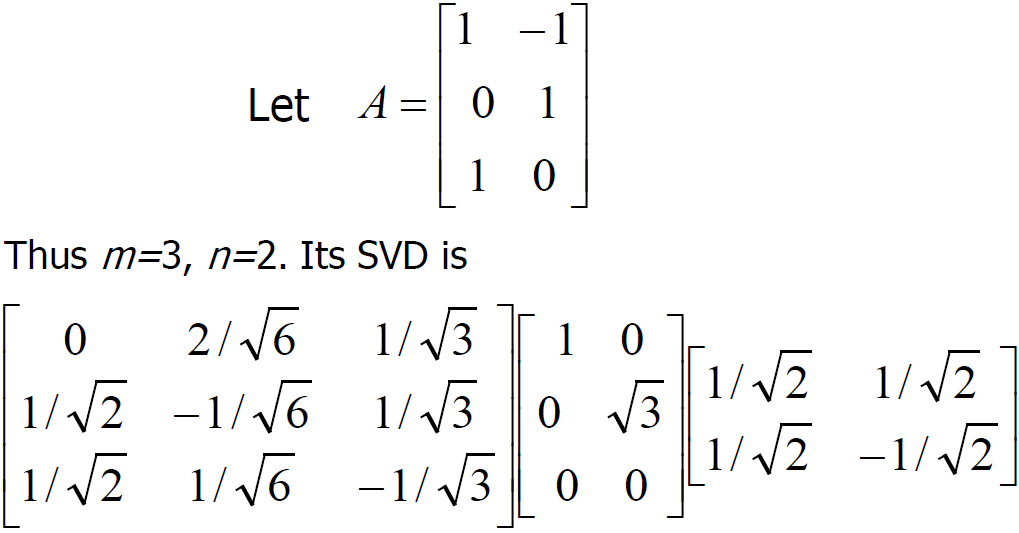 Let A = [1 −1; 0 1; 1 0]
Thus m=3, n=2. Its SVD is
[0 2/√6 1/√3; 1/√2 −1/√6 1/√3; 1/√2 1/√6 −1/√3] [1 0; 0 √3; 0 0] [1/√2 1/√2; 1/√2 −1/√2]